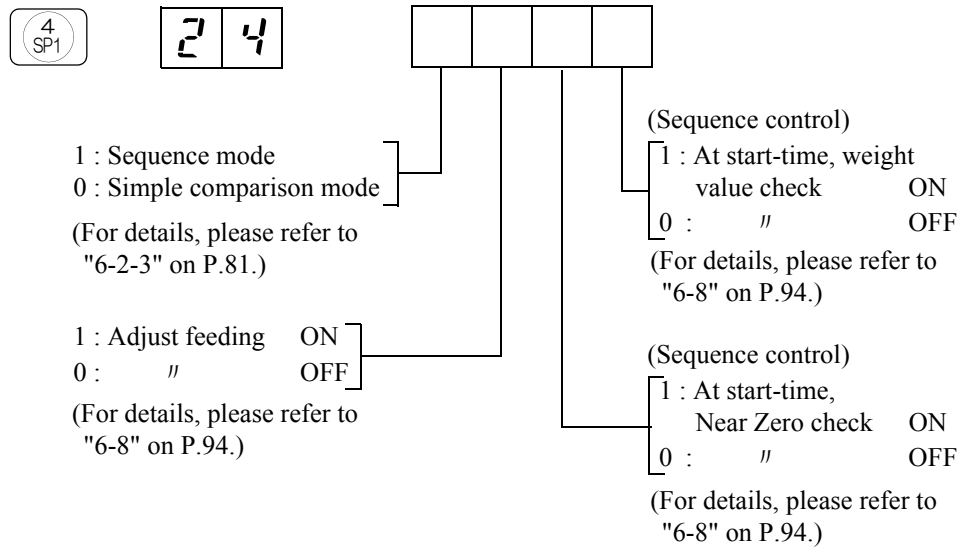 4
SP1
2 4
1 : Sequence mode
0 : Simple comparison mode
(For details, please refer to
"6-2-3" on P.81.)
1 : Adjust feeding ON
0 : 〃 OFF
(For details, please refer to
"6-8" on P.94.)
(Sequence control)
1 : At start-time, weight
value check ON
0 : 〃 OFF
(For details, please refer to
"6-8" on P.94.)
(Sequence control)
1 : At start-time,
Near Zero check ON
0 : 〃 OFF
(For details, please refer to
"6-8" on P.94.)